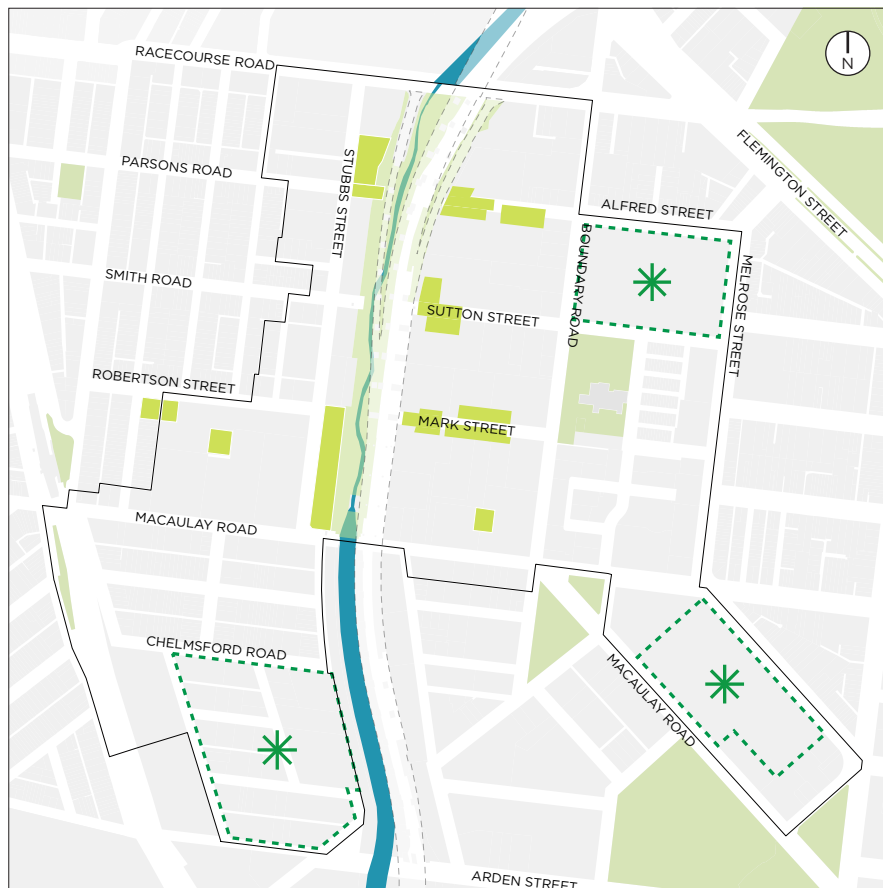 RACECOURSE ROAD
N
PARSONS ROAD
STUBBS STREET
FLEMINGTON STREET
ALFRED STREET
BOUNDARY ROAD
MELROSE STREET
SMITH ROAD
SUTTON STREET
ROBERTSON STREET
MARK STREET
MACAULAY ROAD
CHELMSFORD ROAD
MACAULAY ROAD
ARDEN STREET